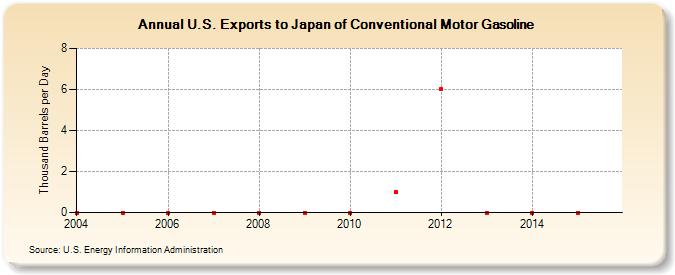 Annual U.S. Exports to Japan of Conventional Motor Gasoline
Thousand Barrels per Day
8
6
4
2
0
2004 2006 2008 2010 2012 2014
Source: U.S. Energy Information Administration